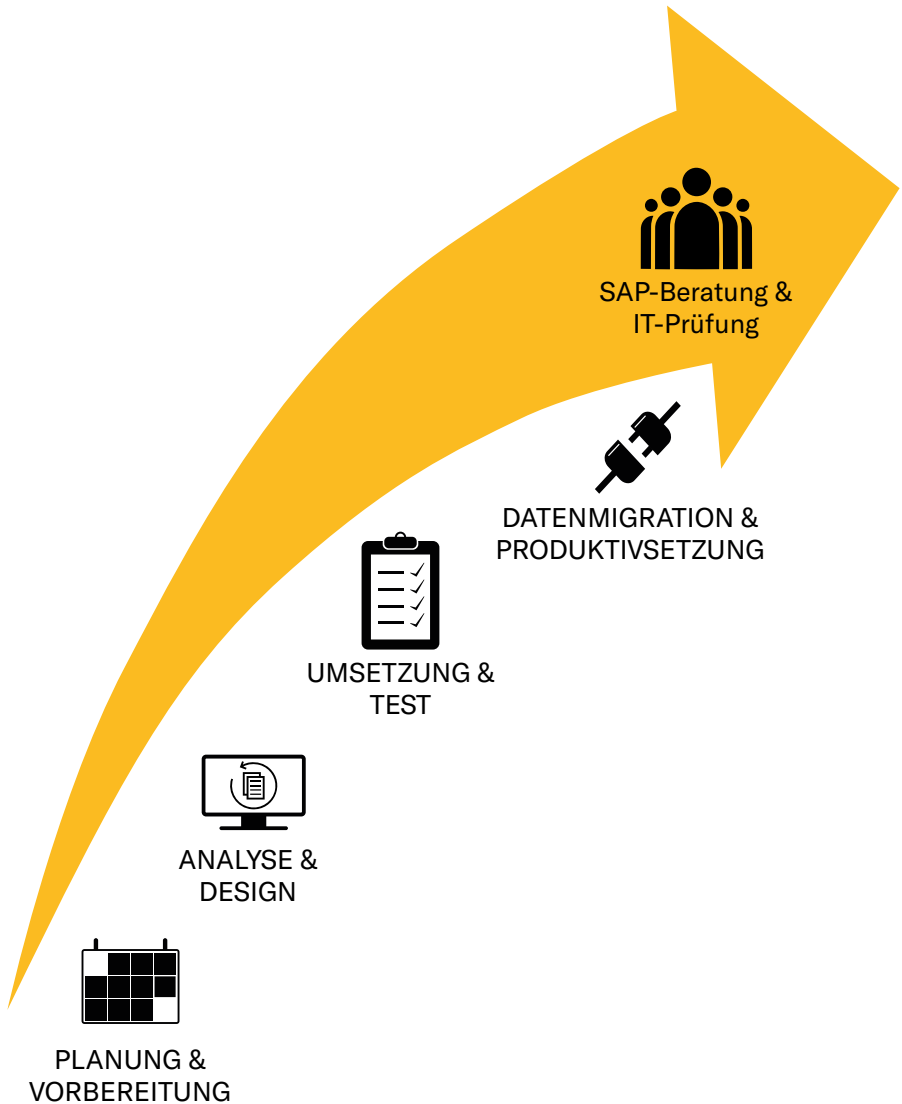 SAP-Beratung &
IT-Prüfung
DATENMIGRATION &
PRODUKTIVSETZUNG
UMSETZUNG &
TEST
ANALYSE &
DESIGN
PLANUNG &
VORBEREITUNG